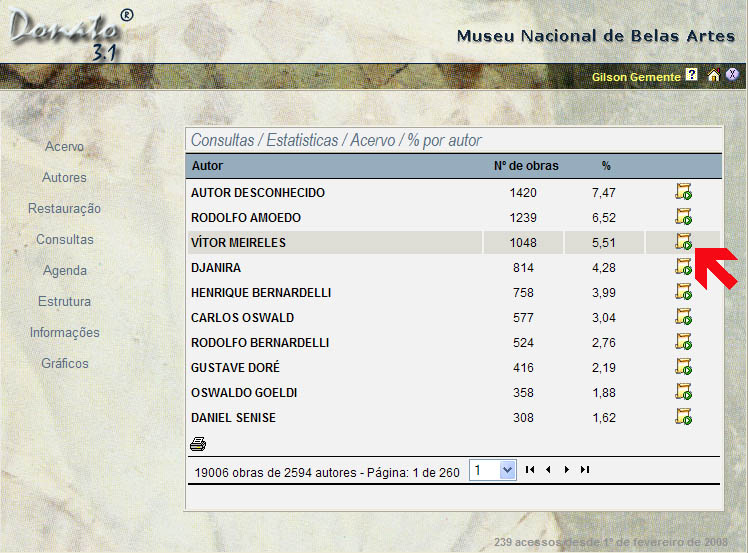 Donato ®
3.1
Museu Nacional de Belas Artes
Gilson Gemente ? X
Acervo
Autores
Restauração
Consultas
Agenda
Estrutura
Informações
Gráficos
Consultas / Estatisticas / Acervo / % por autor
Autor Nº de obras %
AUTOR DESCONHECIDO 1420 7,47
RODOLFO AMOEDO 1239 6,52
VÍTOR MEIRELES 1048 5,51
DJANIRA 814 4,28
HENRIQUE BERNARDELLI 758 3,99
CARLOS OSWALD 577 3,04
RODOLFO BERNARDELLI 524 2,76
GUSTAVE DORÉ 416 2,19
OSWALDO GOELDI 358 1,88
DANIEL SENISE 308 1,62
19006 obras de 2594 autores - Página: 1 de 260 1
239 acessos desde 1º de fevereiro de 2008